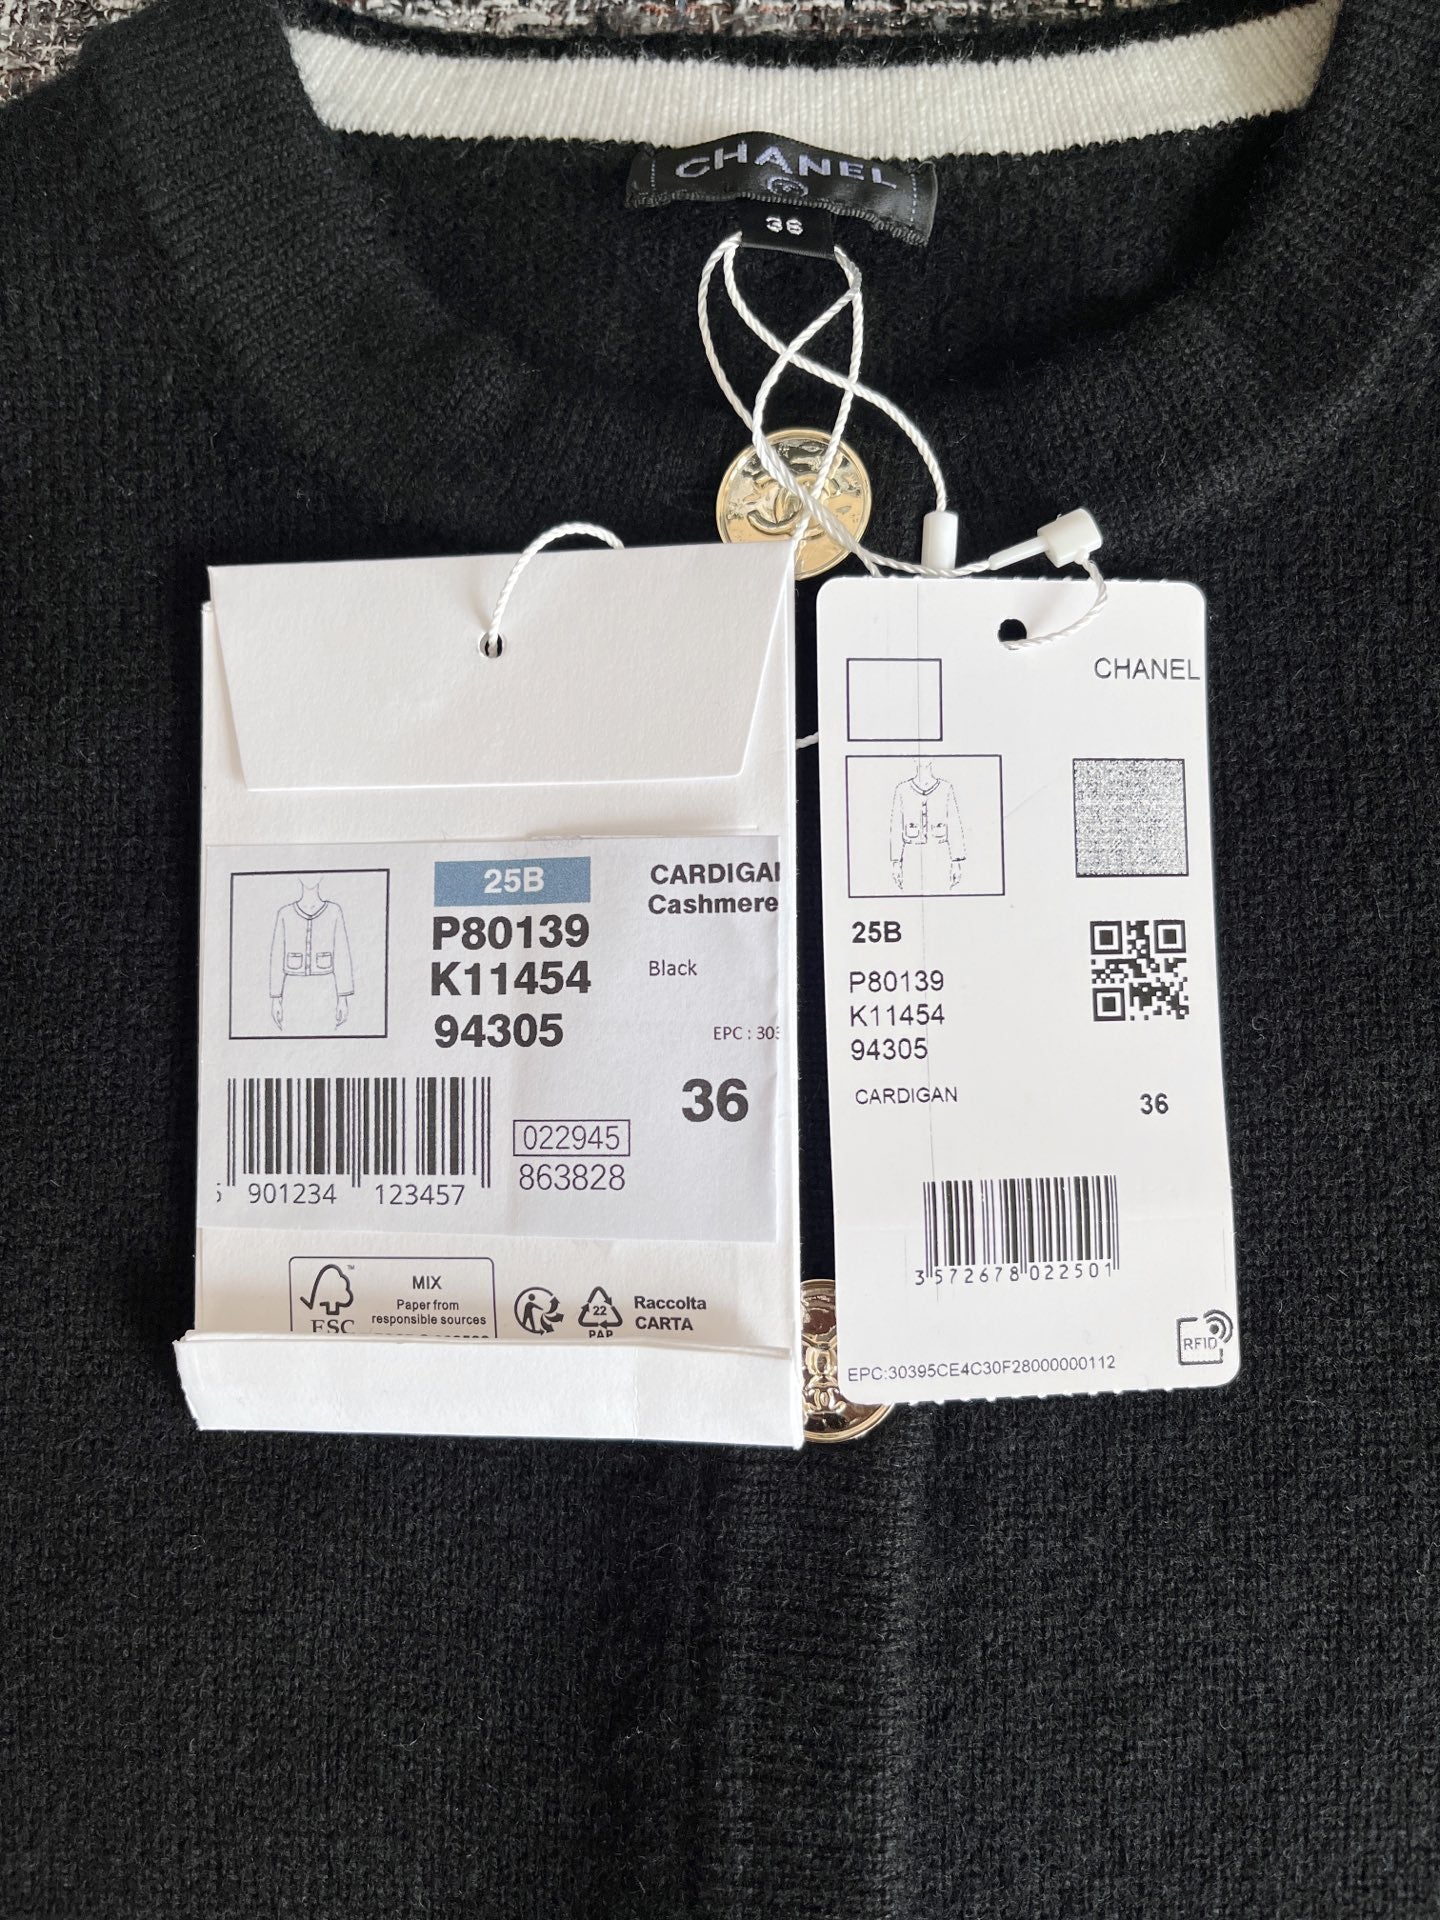 CHANEL
36
25B
P80139
K11454
94305
CARDIGAN
Cashmere
Black
EPC : 303
36
901234 123457
022945
863828
FSC
™
MIX
Paper from
responsible sources
22
PAP
Raccolta
CARTA
CHANEL
25B
P80139
K11454
94305
CARDIGAN
36
3 572678 022501
EPC:30395CE4C30F28000000112
RFID